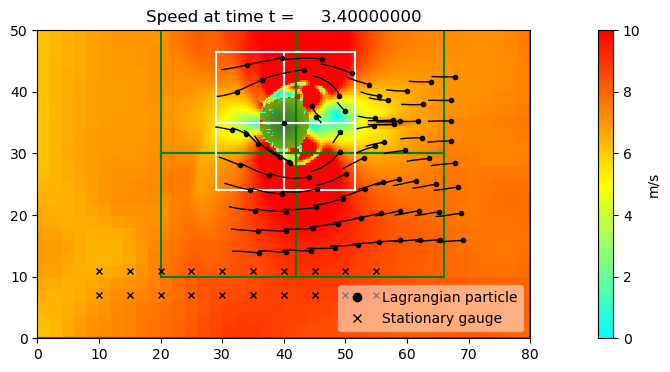 Speed at time t = 3.40000000
50
40
30
20
10
0
0 10 20 30 40 50 60 70 80
Lagrangian particle
Stationary gauge
10
8
6
4
2
0
m/s